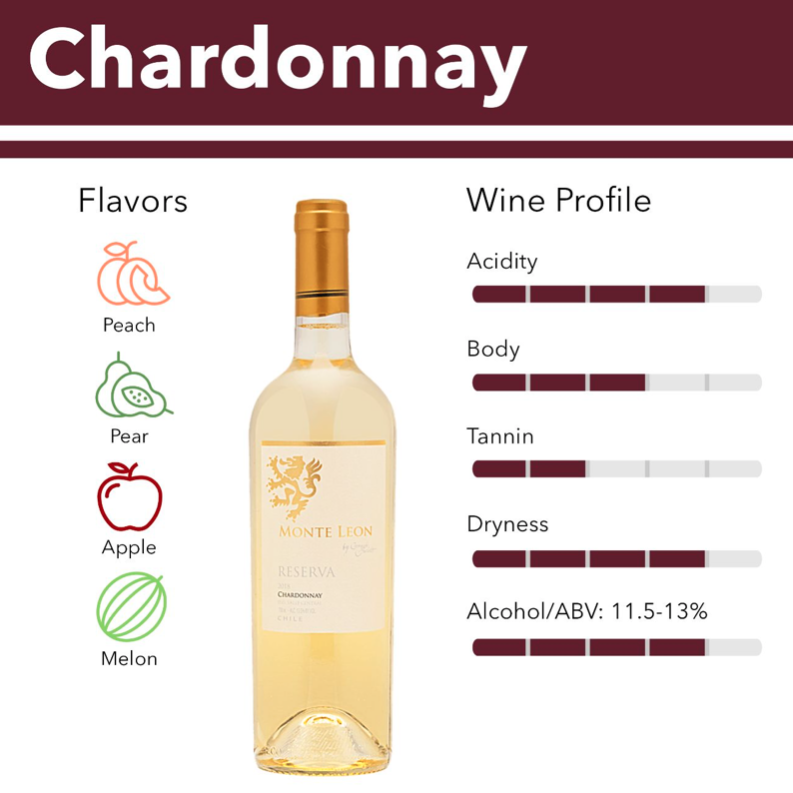 Chardonnay
Flavors
Peach
Pear
Apple
Melon
MONTE LEON
RESERVA
CHARDONNAY
CHILE
Wine Profile
Acidity
Body
Tannin
Dryness
Alcohol/ABV: 11.5-13%